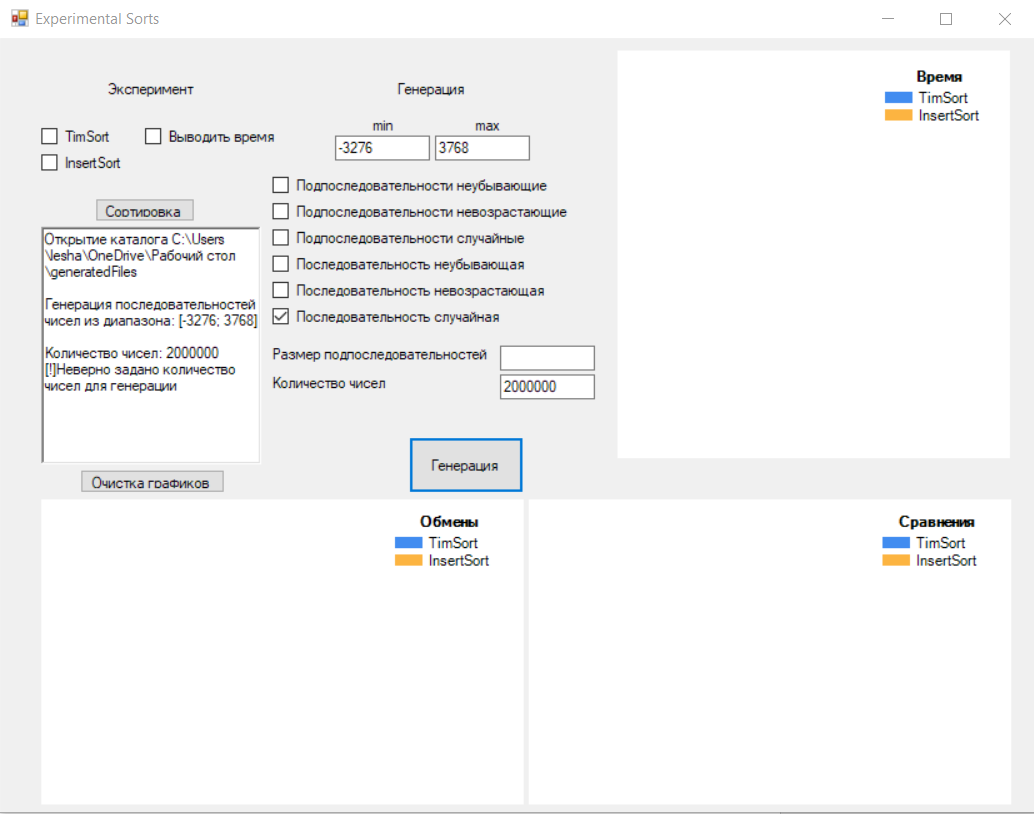 Experimental Sorts
Эксперимент
TimSort
Выводить время
InsertSort
Сортировка
Открытие каталога C:\Users
\lesha\OneDrive\Рабочий стол
\generatedFiles
Генерация последовательностей
чисел из диапазона: [-3276; 3768]
Количество чисел: 2000000
[!]Неверно задано количество
чисел для генерации
Очистка графиков
Генерация
min
max
-3276
3768
Подпоследовательности неубывающие
Подпоследовательности невозрастающие
Подпоследовательности случайные
Последовательность неубывающая
Последовательность невозрастающая
Последовательность случайная
Размер подпоследовательностей
Количество чисел
2000000
Генерация
Время
TimSort
InsertSort
Обмены
TimSort
InsertSort
Сравнения
TimSort
InsertSort